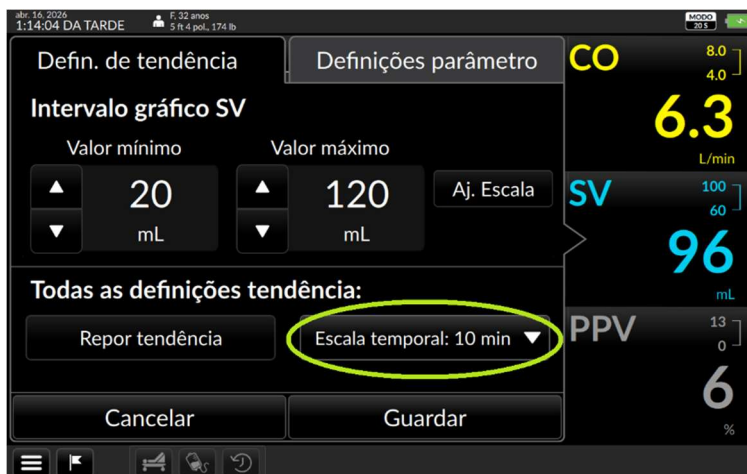 abr. 16, 2026
1:14:04 DA TARDE
F, 32 anos
5 ft 4 pol., 174 lb
MODO
20 S
Defin. de tendência
Definições parâmetro
Intervalo gráfico SV
Valor mínimo
Valor máximo
20
mL
120
mL
Aj. Escala
Todas as definições tendência:
Repor tendência
Escala temporal: 10 min
Cancelar
Guardar
CO
8.0
4.0
6.3
L/min
SV
100
60
96
mL
PPV
13
0
6
%